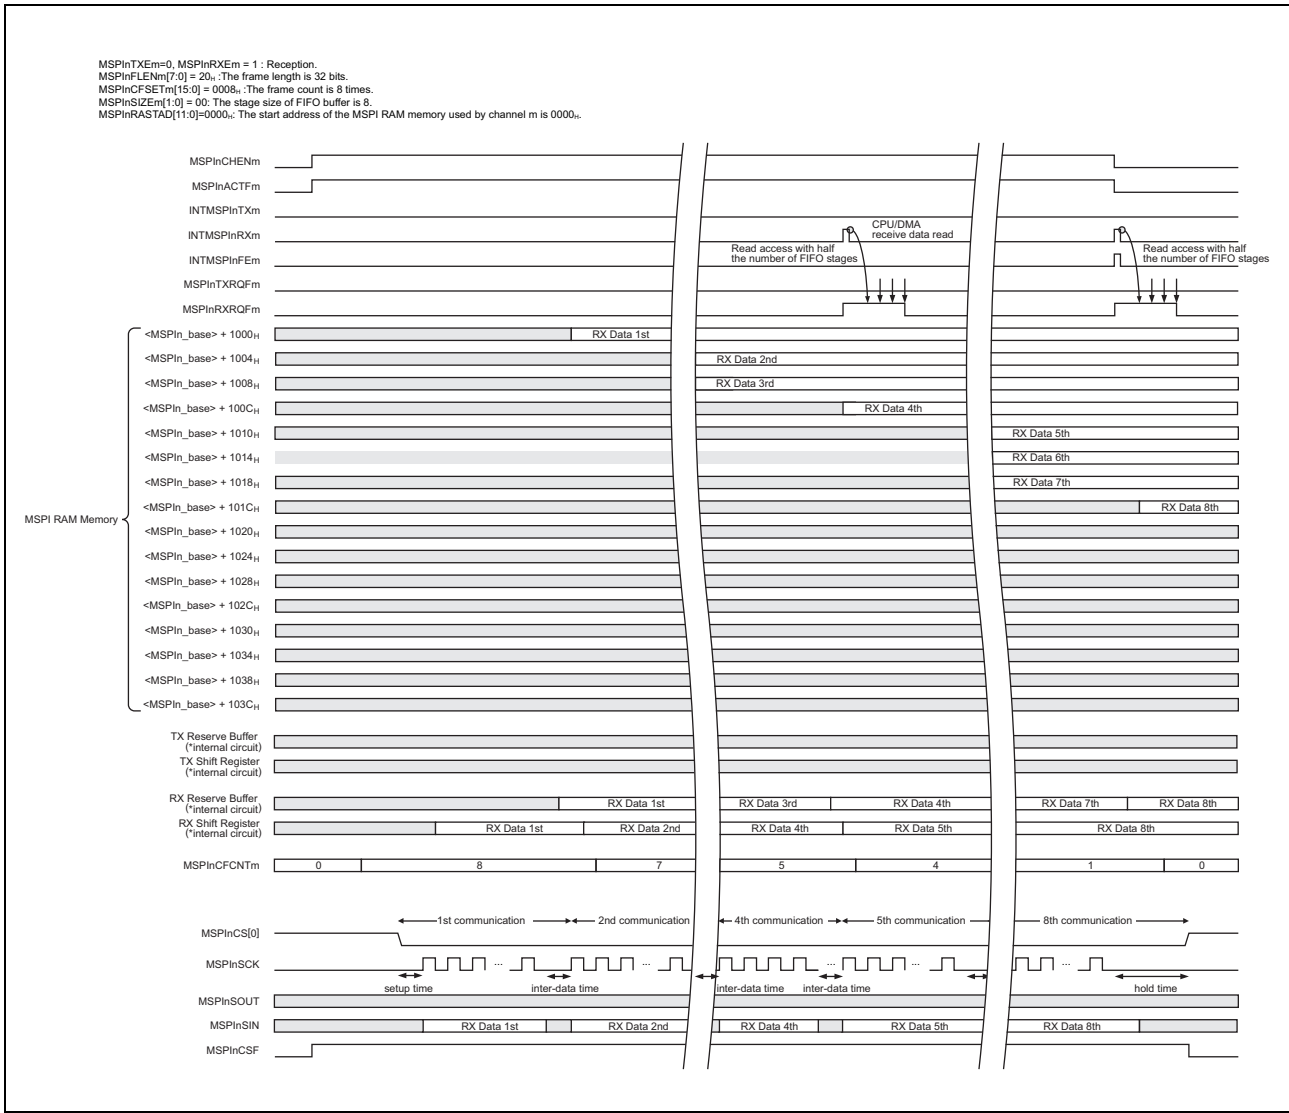 MSPInTXEm=0, MSPInRXEm = 1 : Reception.
MSPInFLENm[7:0] = 20H :The frame length is 32 bits.
MSPInCFSETm[15:0] = 0008H :The frame count is 8 times.
MSPInSIZEm[1:0] = 00: The stage size of FIFO buffer is 8.
MSPInRASTAD[11:0]=0000H: The start address of the MSPI RAM memory used by channel m is 0000H.
MSPInCHENm
MSPInACTFm
INTMSPInTXm
INTMSPInRXm
CPU/DMA
receive data read
INTMSPInFEm
Read access with half
the number of FIFO stages
Read access with half
the number of FIFO stages
MSPInTXRQFm
MSPInRXRQFm
MSPI RAM Memory
<MSPIn_base> + 1000H RX Data 1st
<MSPIn_base> + 1004H RX Data 2nd
<MSPIn_base> + 1008H RX Data 3rd
<MSPIn_base> + 100CH RX Data 4th
<MSPIn_base> + 1010H RX Data 5th
<MSPIn_base> + 1014H RX Data 6th
<MSPIn_base> + 1018H RX Data 7th
<MSPIn_base> + 101CH RX Data 8th
<MSPIn_base> + 1020H
<MSPIn_base> + 1024H
<MSPIn_base> + 1028H
<MSPIn_base> + 102CH
<MSPIn_base> + 1030H
<MSPIn_base> + 1034H
<MSPIn_base> + 1038H
<MSPIn_base> + 103CH
TX Reserve Buffer
(*internal circuit)
TX Shift Register
(*internal circuit)
RX Reserve Buffer
(*internal circuit)
RX Data 1st RX Data 3rd RX Data 4th RX Data 7th RX Data 8th
RX Shift Register
(*internal circuit)
RX Data 1st RX Data 2nd RX Data 4th RX Data 5th RX Data 8th
MSPInCFCNTm 0 8 7 5 4 1 0
1st communication 2nd communication 4th communication 5th communication 8th communication
MSPInCS[0]
MSPInSCK ... ... ... ... ...
setup time inter-data time inter-data time inter-data time hold time
MSPInSOUT
MSPInSIN RX Data 1st RX Data 2nd RX Data 4th RX Data 5th RX Data 8th
MSPInCSF